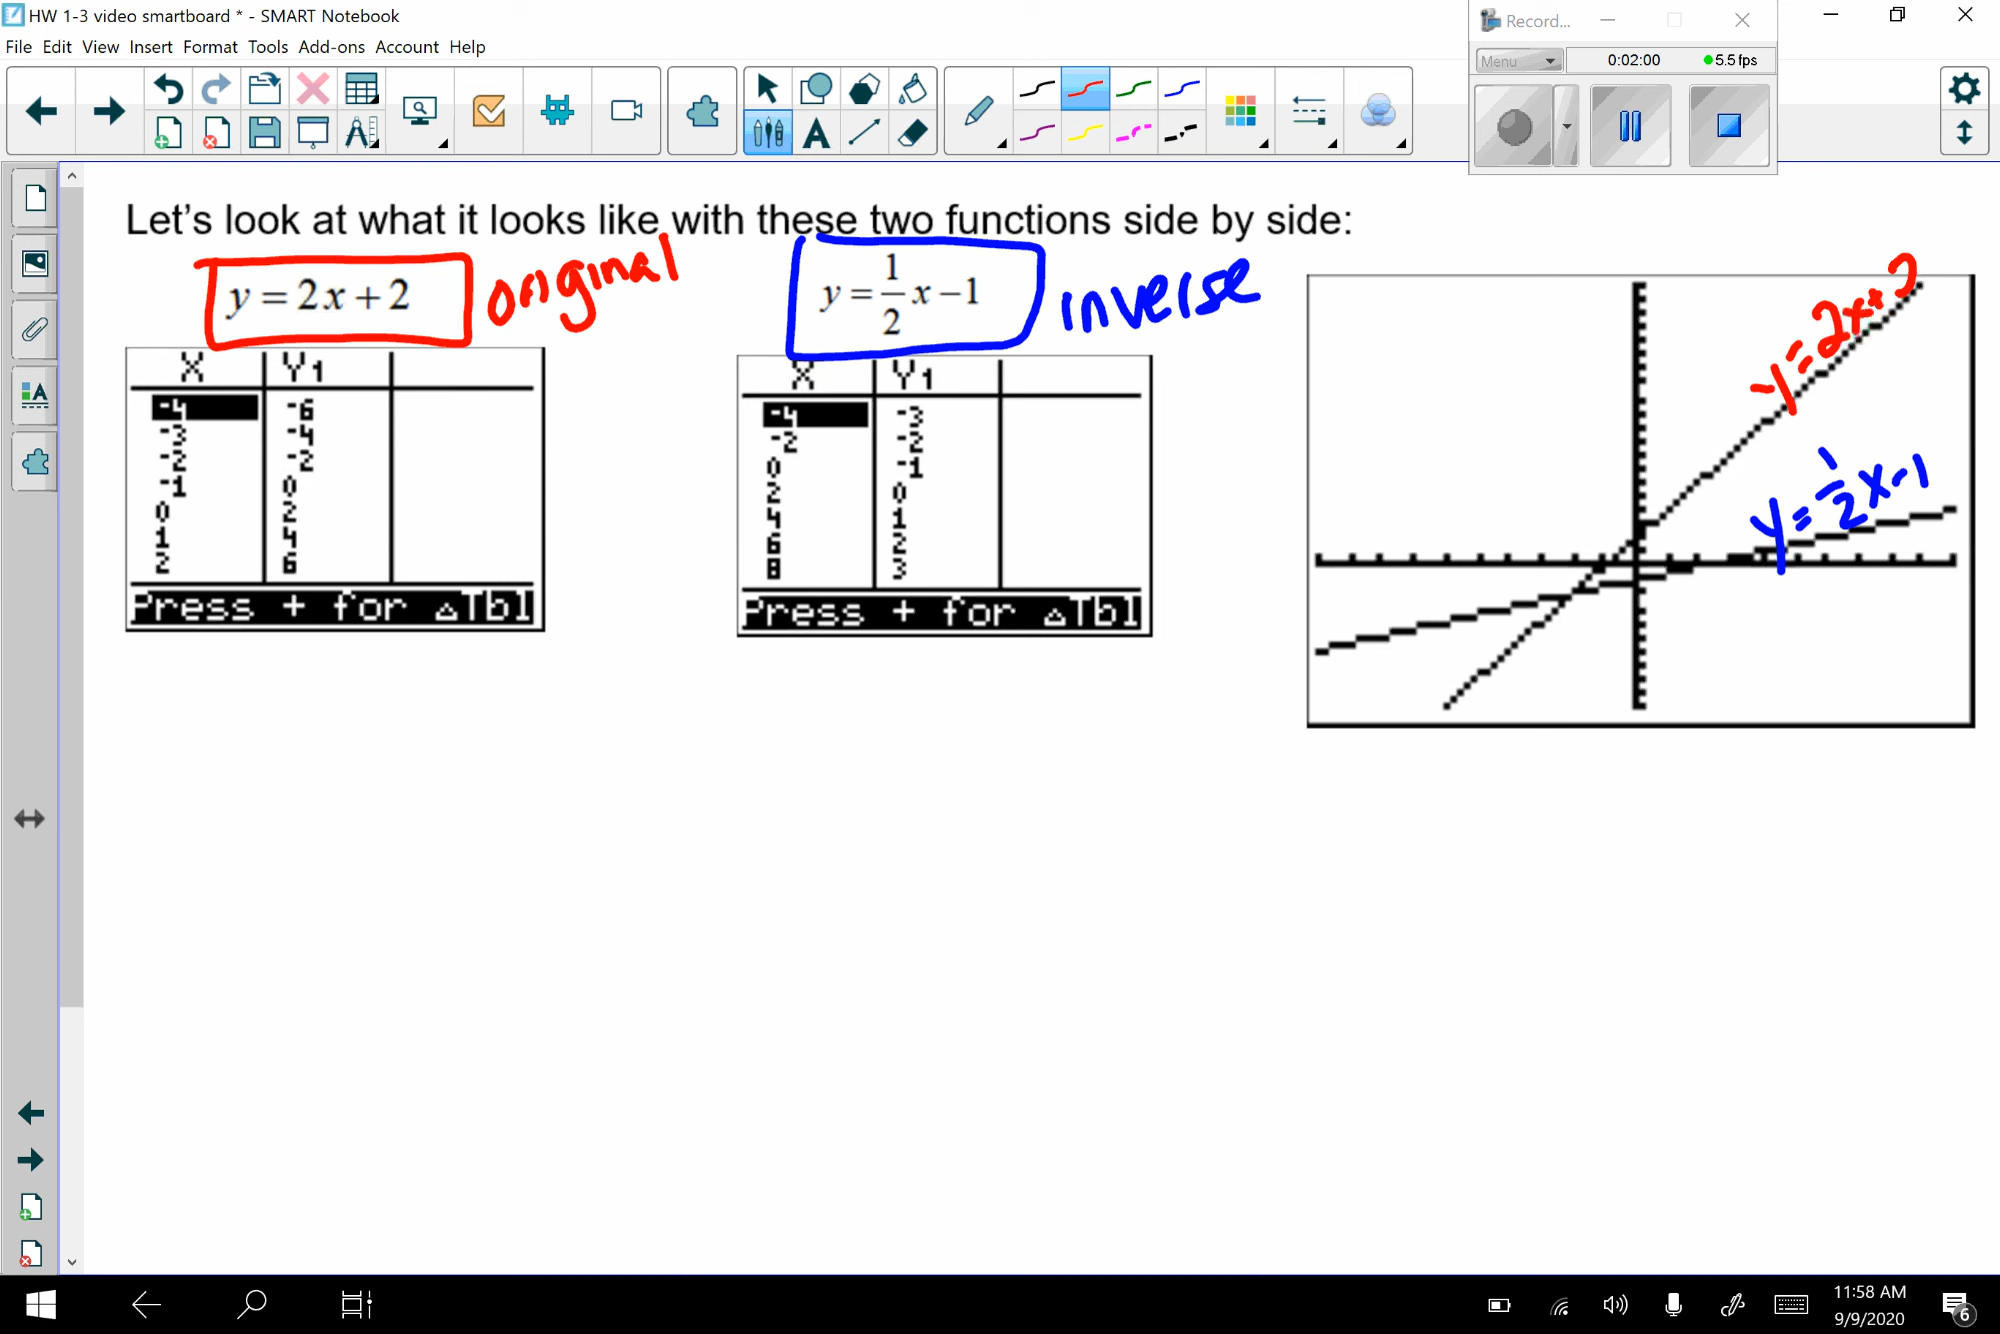 HW 1-3 video smartboard * - SMART Notebook
File Edit View Insert Format Tools Add-ons Account Help
Record...
Menu
0:02:00
5.5 fps
Let's look at what it looks like with these two functions side by side:
y = 2x + 2
original
y = 1/2 x − 1
inverse
X Y1
-4 -6
-3 -4
-2 -2
-1 0
0 2
1 4
2 6
Press + for △Tbl
X Y1
-4 -3
-2 -2
0 -1
2 0
4 1
6 2
8 3
Press + for △Tbl
y = 2x + 2
y = 1/2 x - 1
11:58 AM
9/9/2020
6